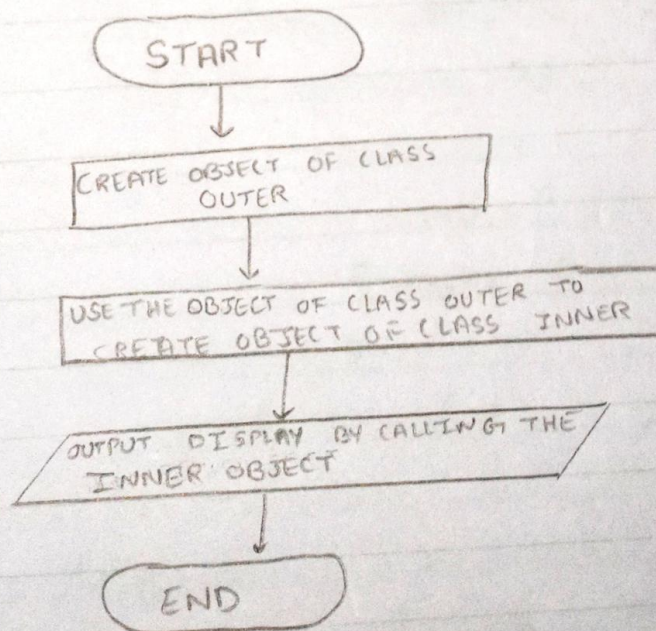 START
CREATE OBJECT OF CLASS
OUTER
USE THE OBJECT OF CLASS OUTER TO
CRETATE OBJECT OF CLASS INNER
OUTPUT DISPLAY BY CALLING THE
INNER OBJECT
END